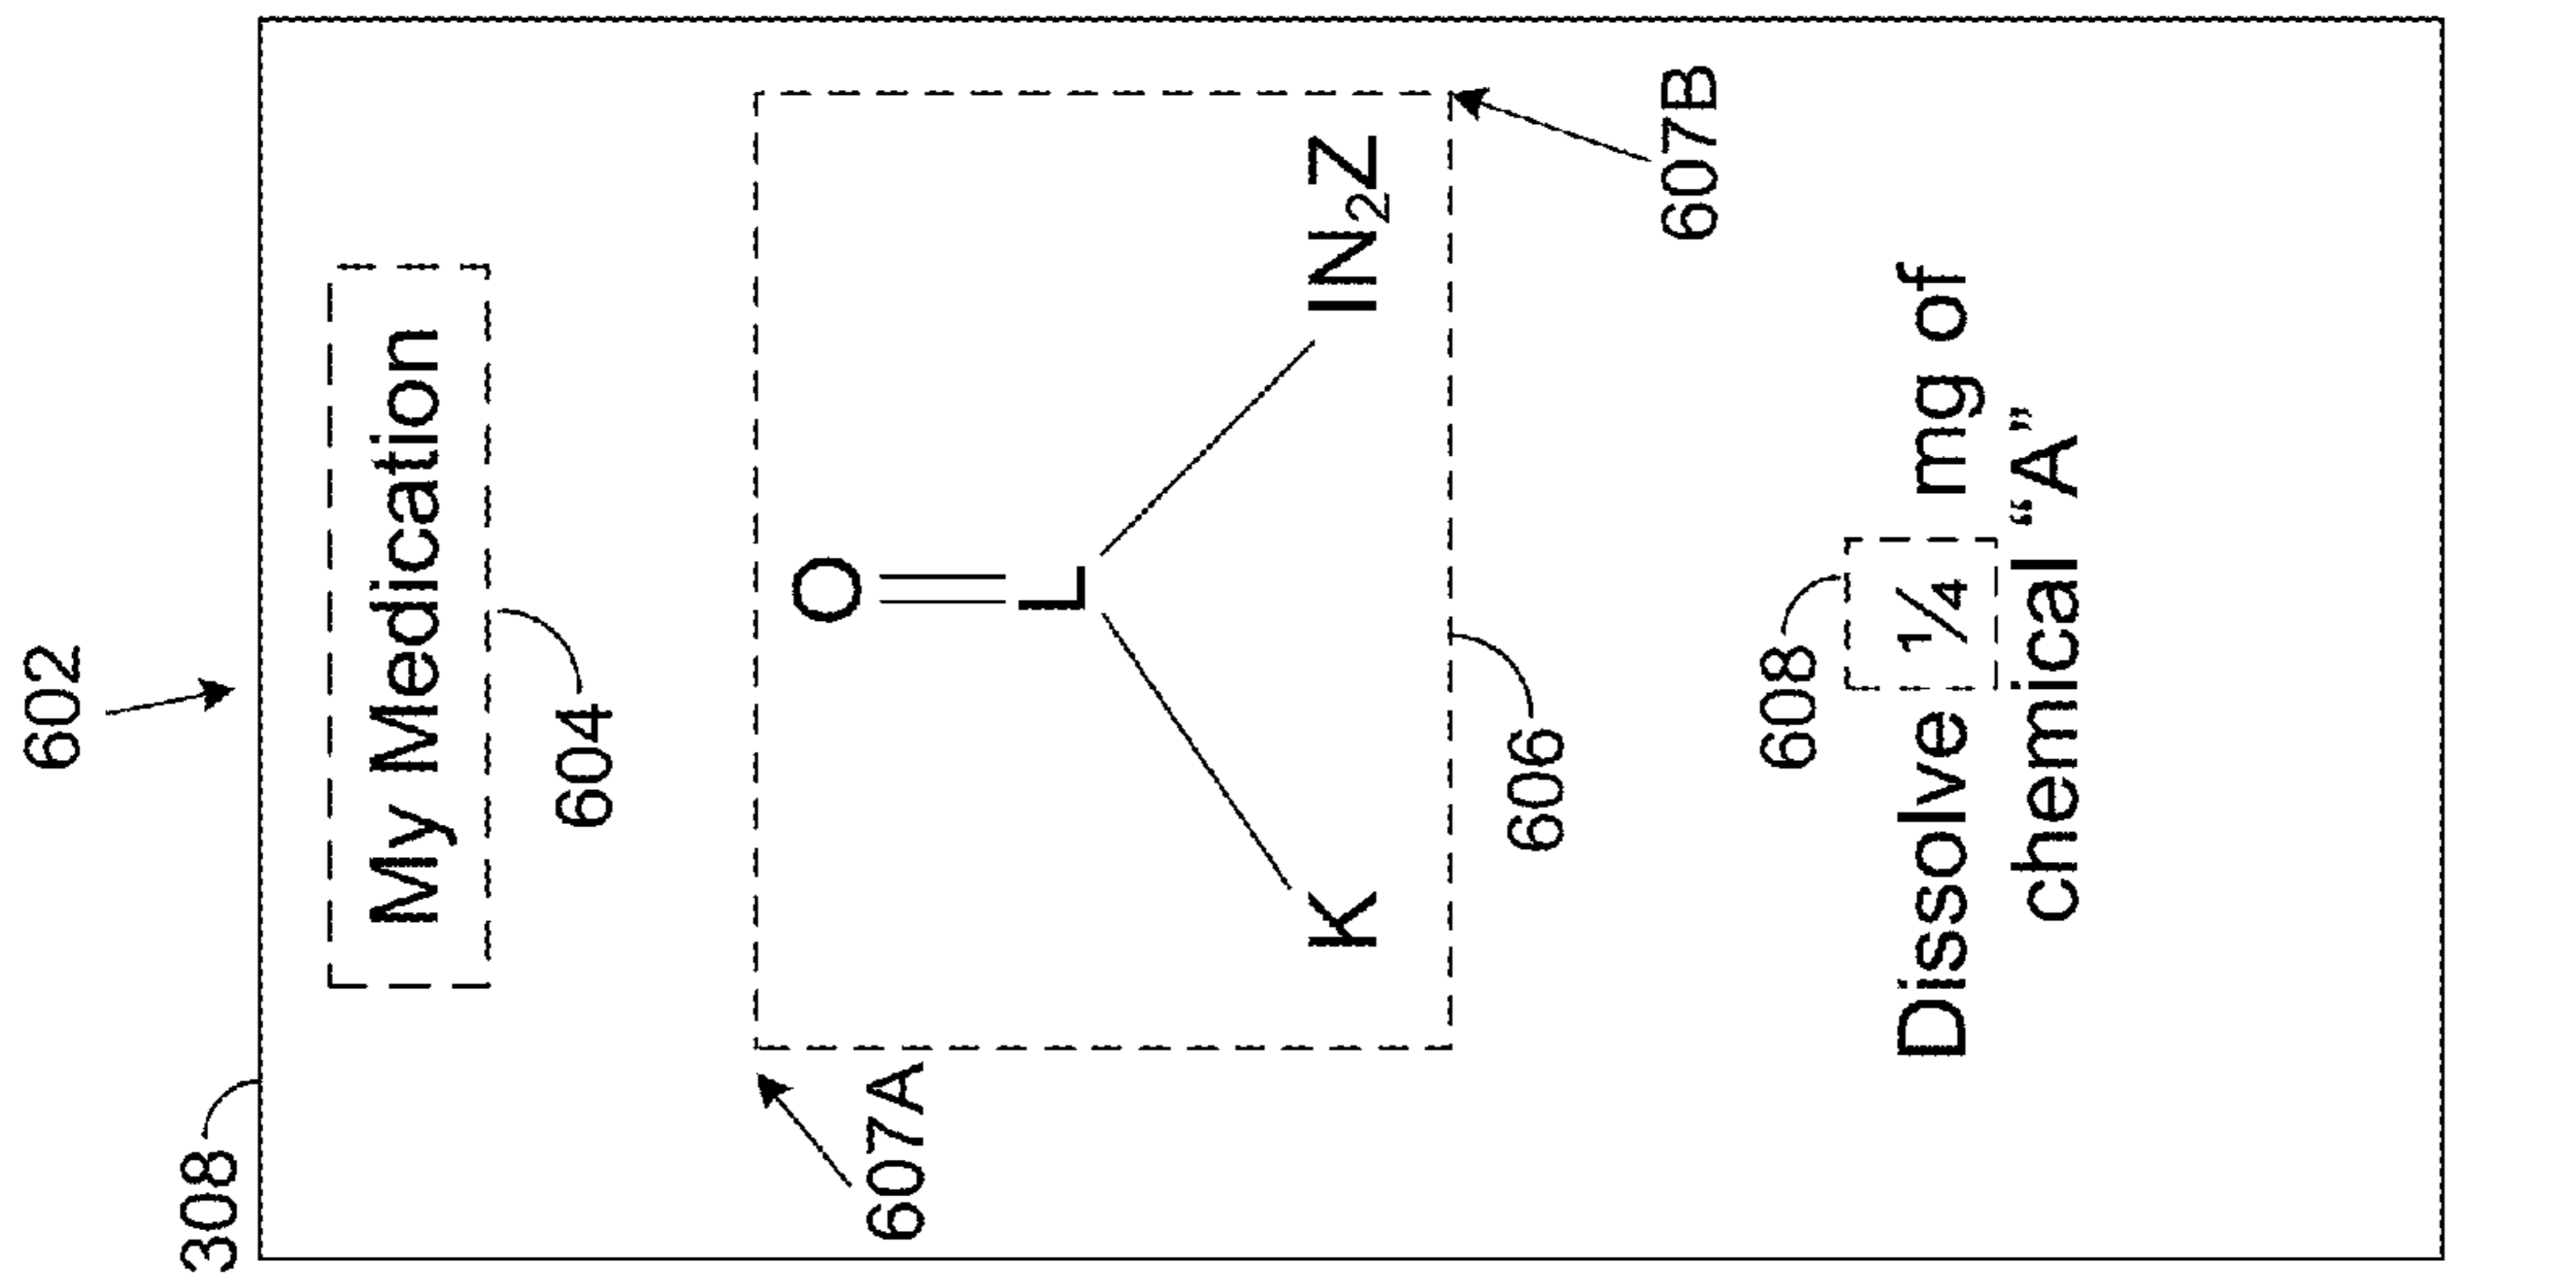 602
308
My Medication
604
607A
607B
O
L
K
IN₂Z
606
608
Dissolve ¼ mg of
chemical “A”